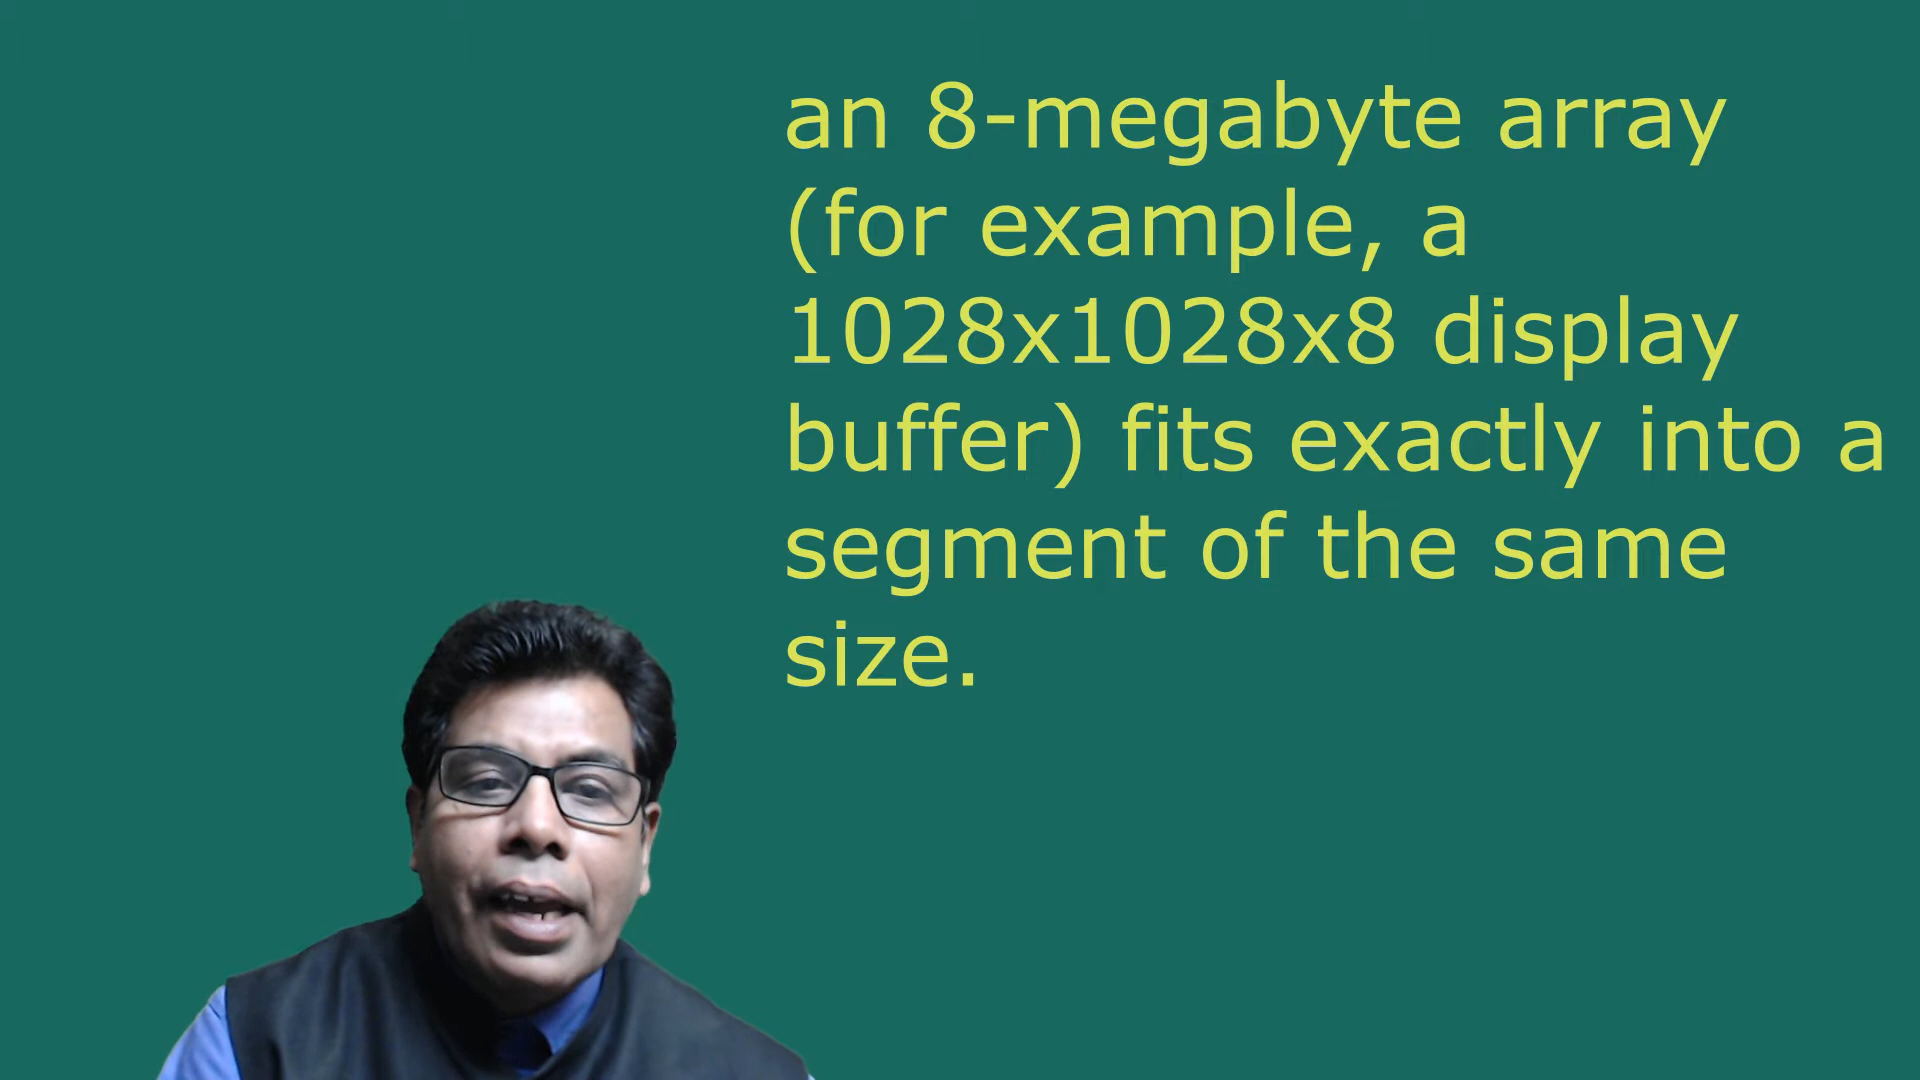 an 8-megabyte array
(for example, a
1028x1028x8 display
buffer) fits exactly into a
segment of the same
size.